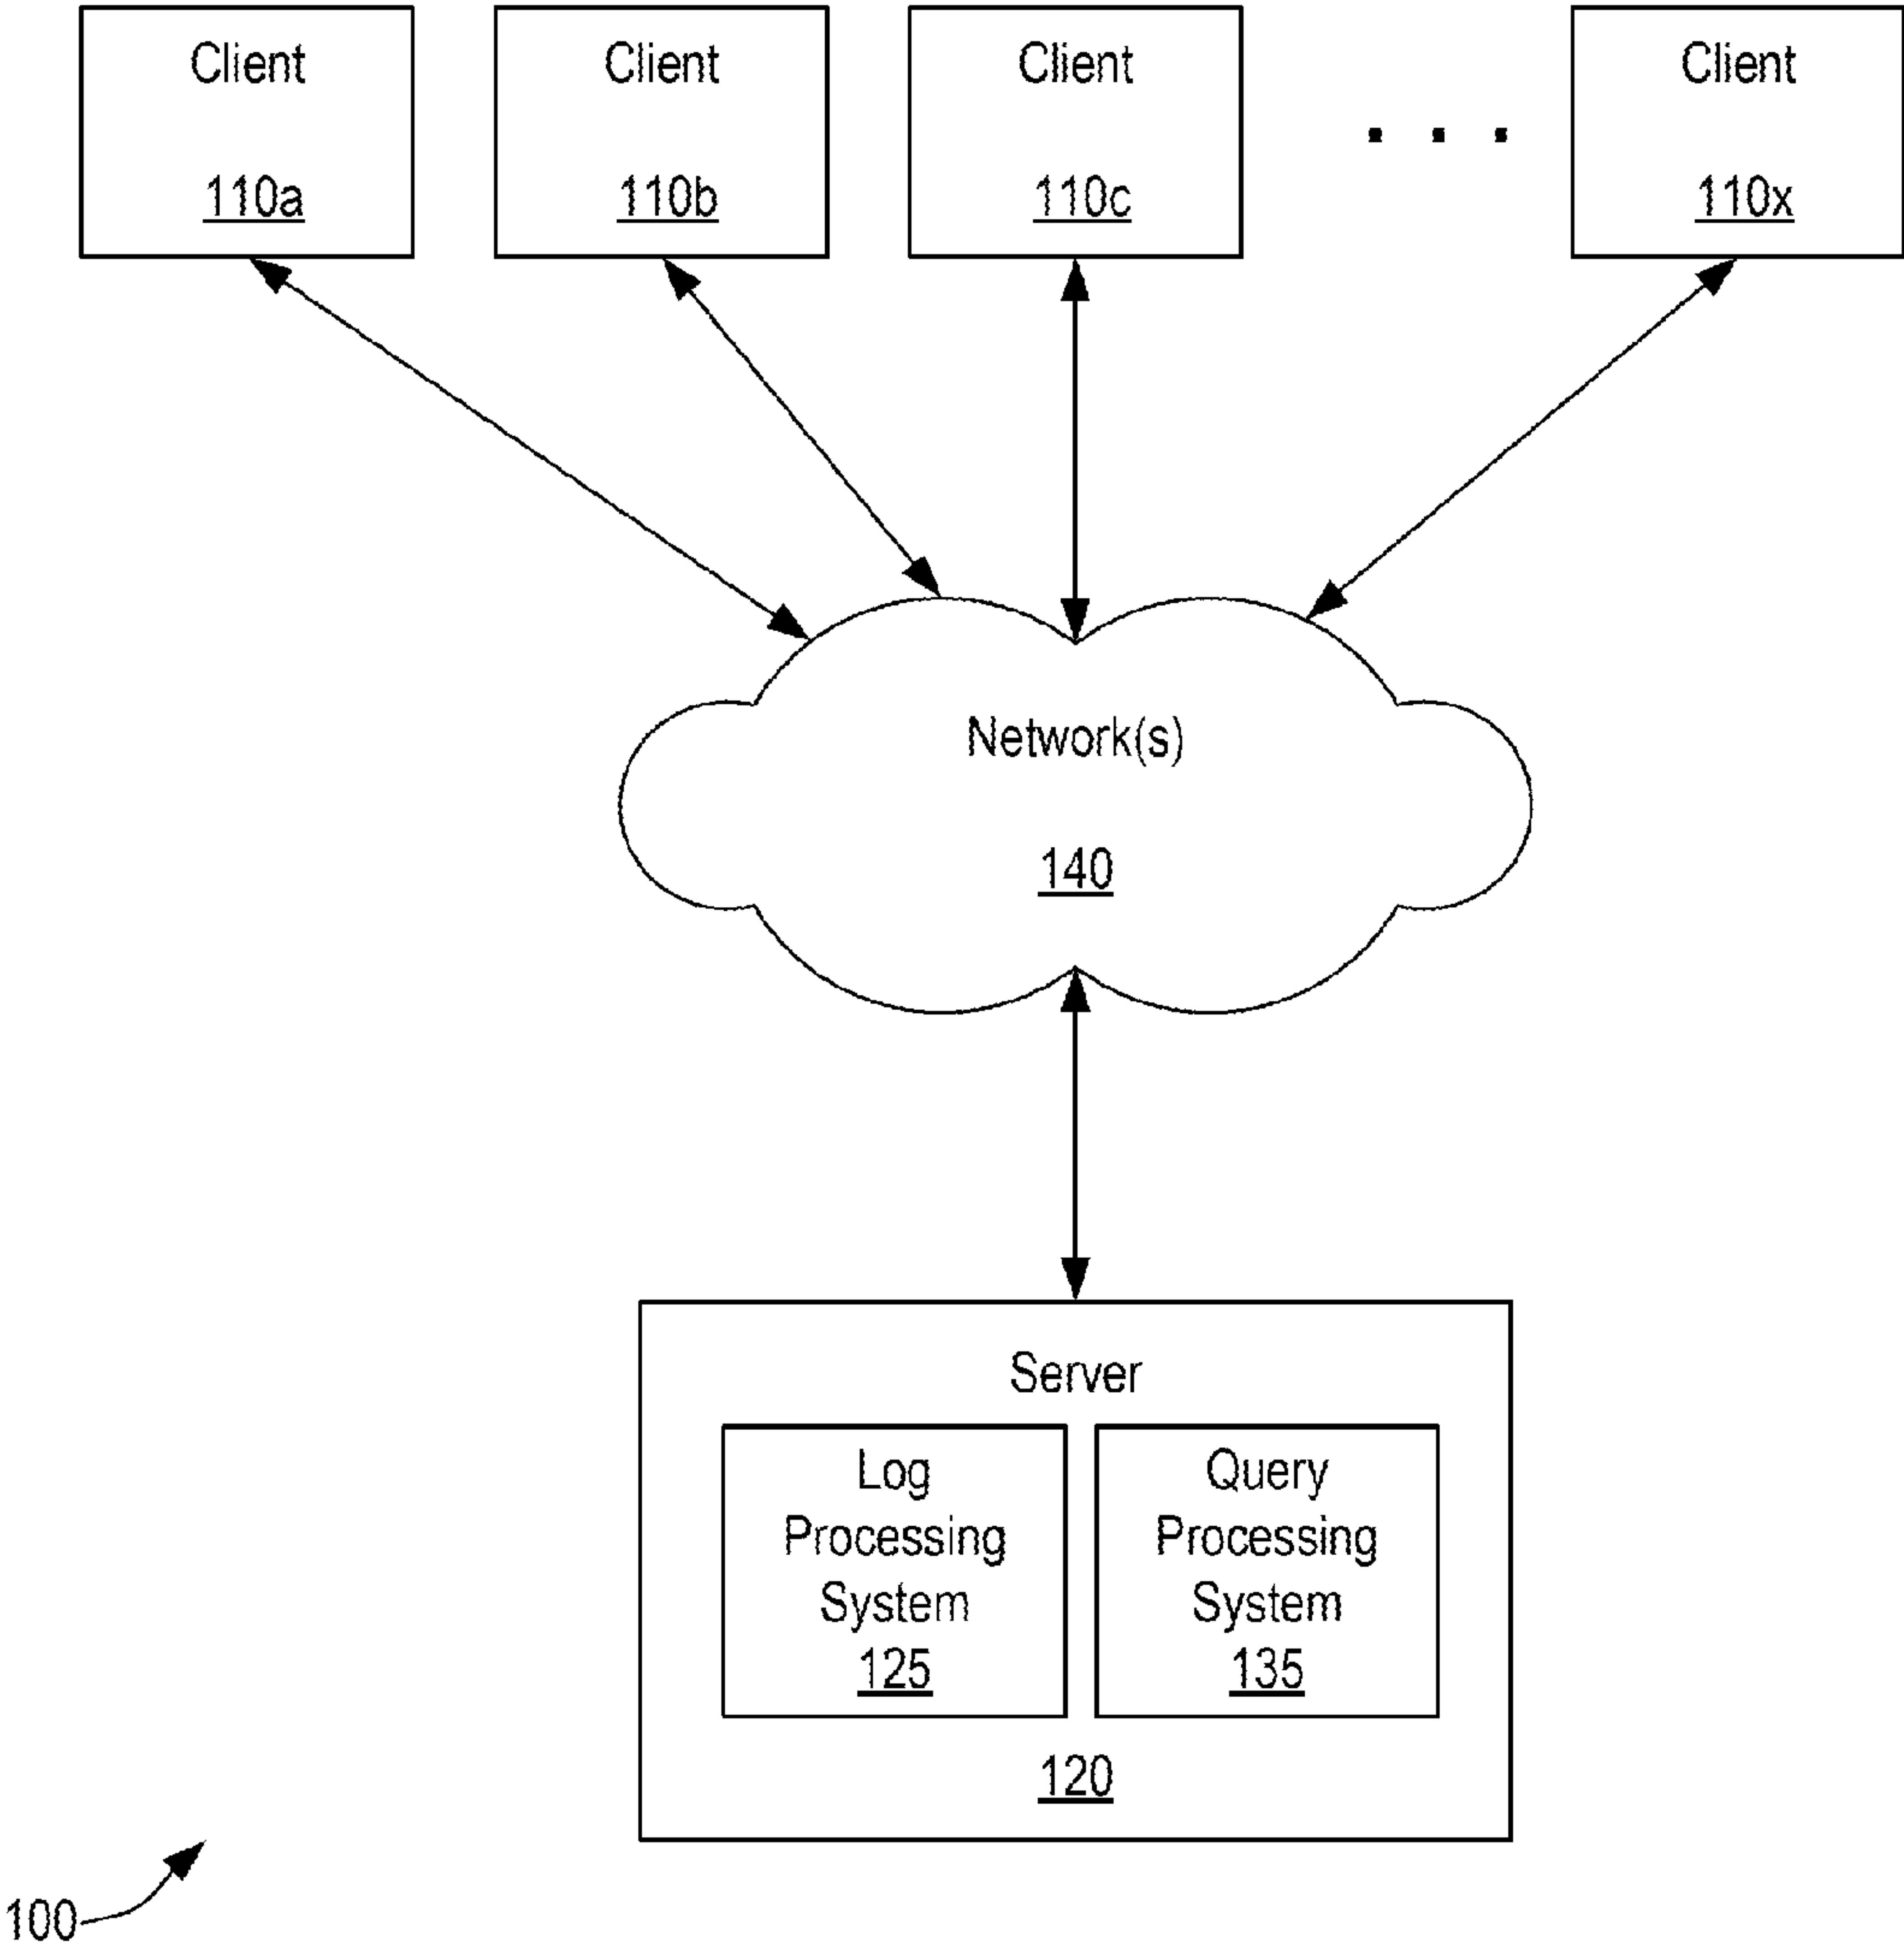 Client
110a
Client
110b
Client
110c
. . .
Client
110x
Network(s)
140
Server
Log
Processing
System
125
Query
Processing
System
135
120
100